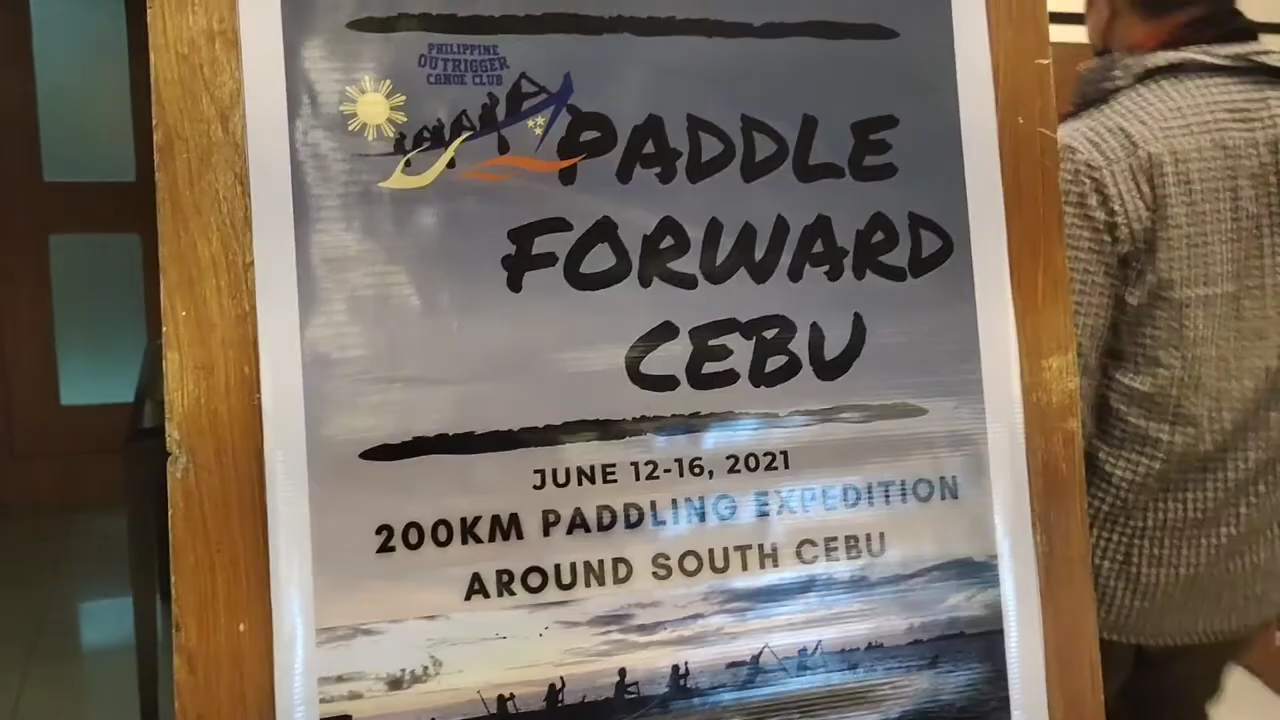 PHILIPPINE
OUTRIGGER
CANOE CLUB
PADDLE
FORWARD
CEBU
JUNE 12-16, 2021
200KM PADDLING EXPEDITION
AROUND SOUTH CEBU